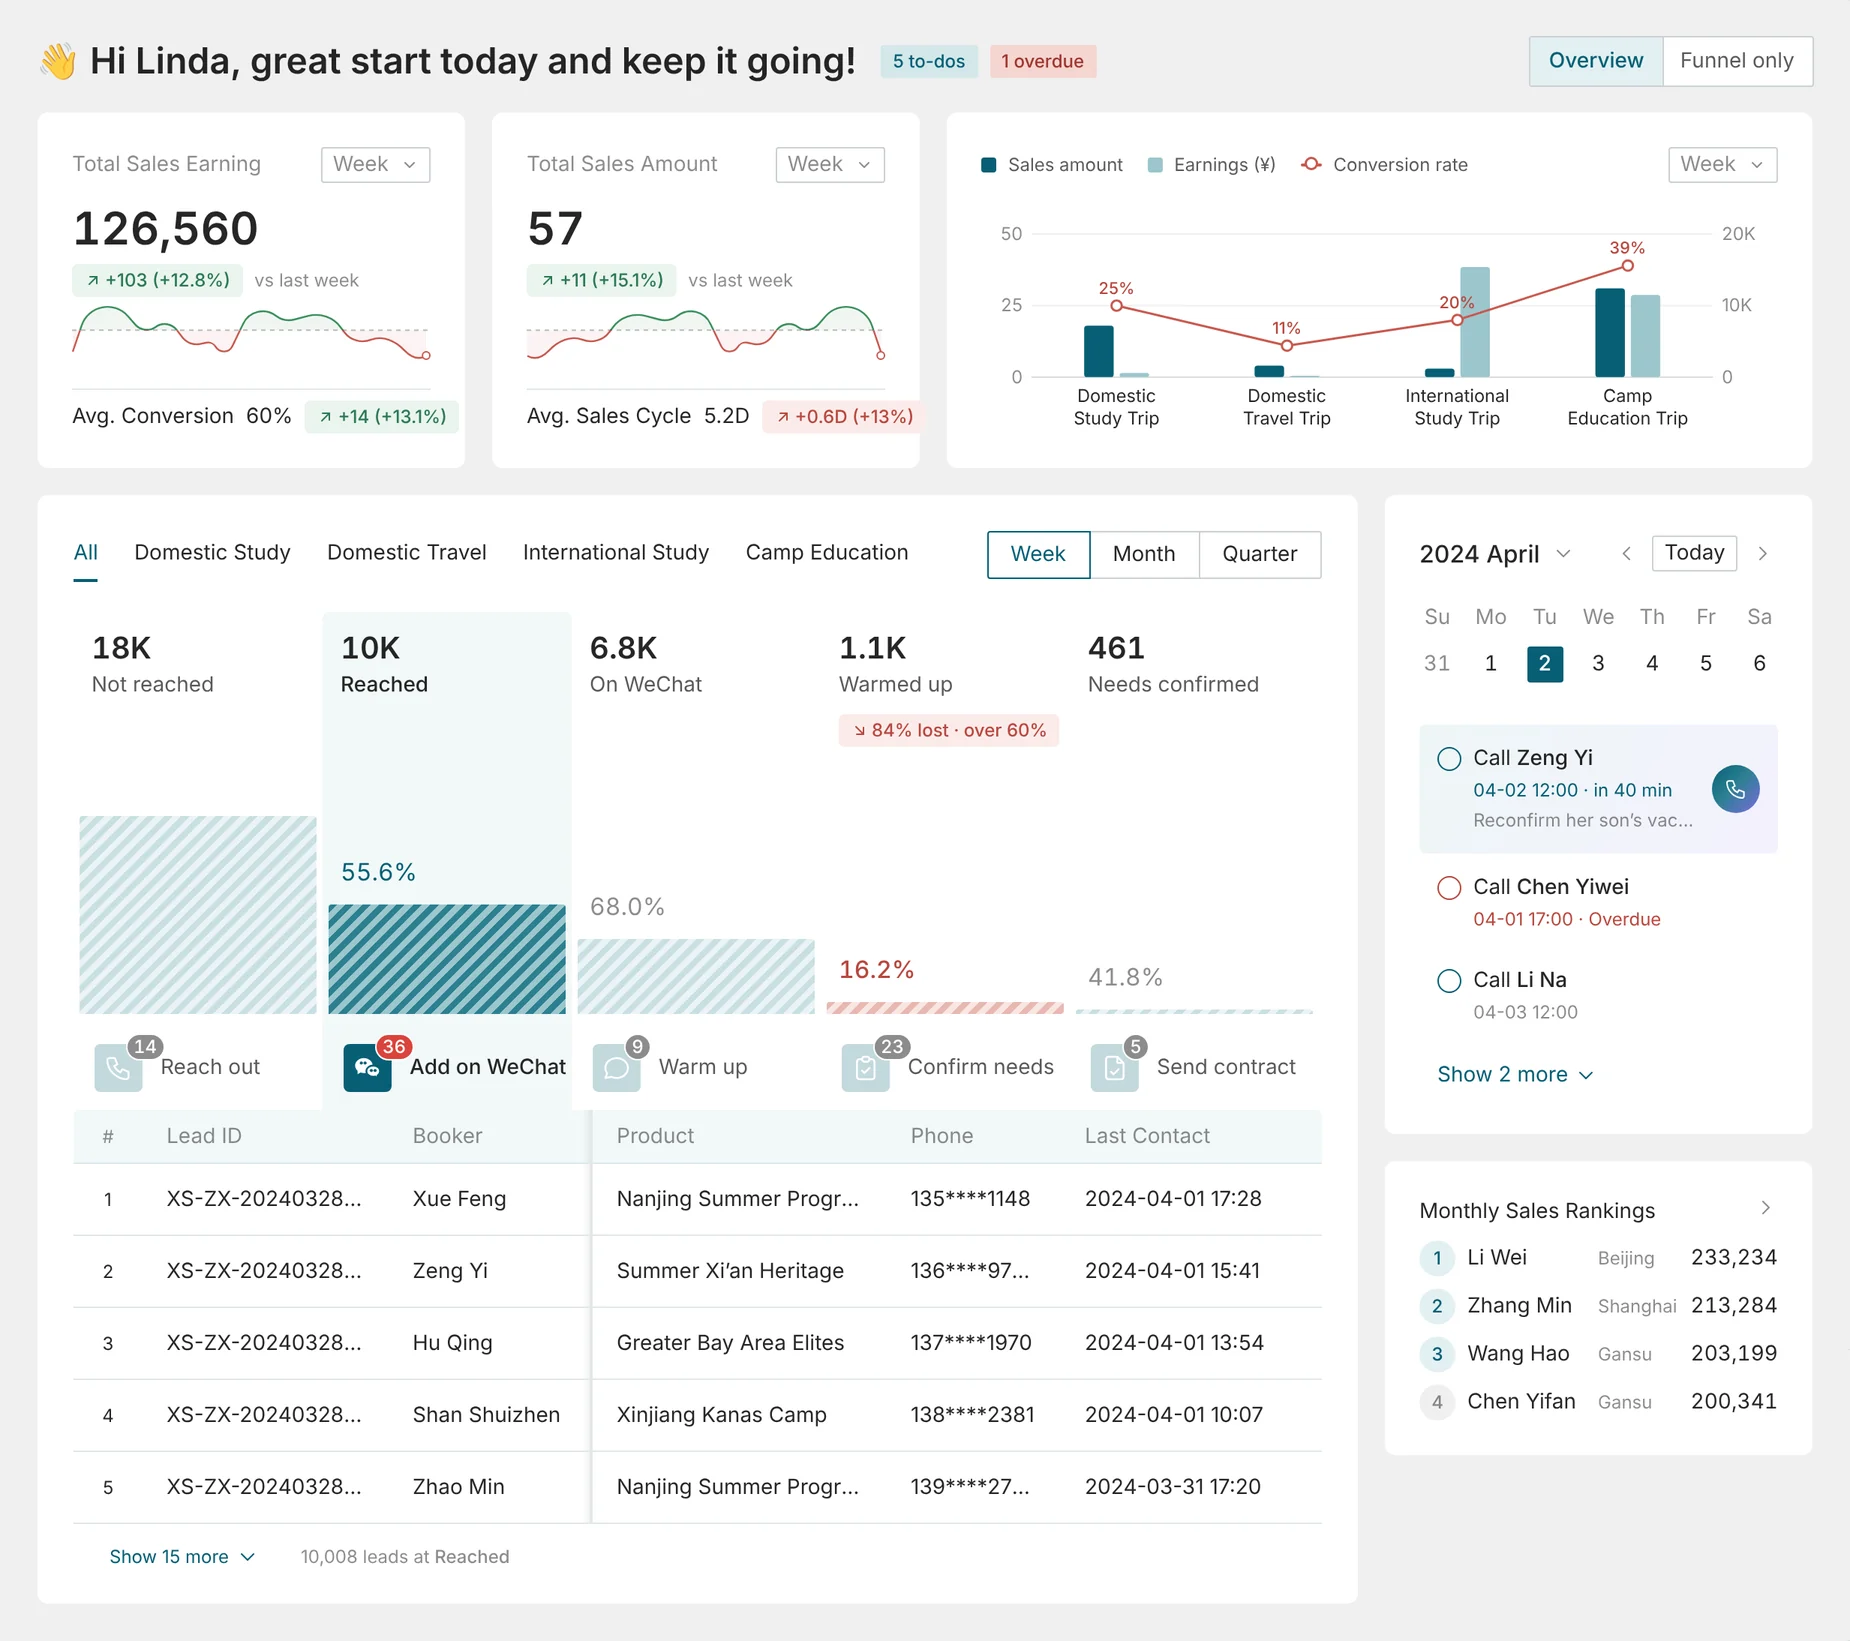 👋 Hi Linda, great start today and keep it going!
5 to-dos
1 overdue
Overview
Funnel only
Total Sales Earning
Week
126,560
↗ +103 (+12.8%)
vs last week
Avg. Conversion 60%
↗ +14 (+13.1%)
Total Sales Amount
Week
57
↗ +11 (+15.1%)
vs last week
Avg. Sales Cycle 5.2D
↗ +0.6D (+13%)
Sales amount
Earnings (¥)
Conversion rate
Week
50
25
0
20K
10K
0
25%
11%
20%
39%
Domestic
Study Trip
Domestic
Travel Trip
International
Study Trip
Camp
Education Trip
All
Domestic Study
Domestic Travel
International Study
Camp Education
Week
Month
Quarter
18K
Not reached
10K
Reached
6.8K
On WeChat
1.1K
Warmed up
↘ 84% lost · over 60%
461
Needs confirmed
55.6%
68.0%
16.2%
41.8%
14
Reach out
36
Add on WeChat
9
Warm up
23
Confirm needs
5
Send contract
# Lead ID Booker Product Phone Last Contact
1 XS-ZX-20240328... Xue Feng Nanjing Summer Progr... 135****1148 2024-04-01 17:28
2 XS-ZX-20240328... Zeng Yi Summer Xi’an Heritage 136****97... 2024-04-01 15:41
3 XS-ZX-20240328... Hu Qing Greater Bay Area Elites 137****1970 2024-04-01 13:54
4 XS-ZX-20240328... Shan Shuizhen Xinjiang Kanas Camp 138****2381 2024-04-01 10:07
5 XS-ZX-20240328... Zhao Min Nanjing Summer Progr... 139****27... 2024-03-31 17:20
Show 15 more
10,008 leads at Reached
2024 April
Today
Su Mo Tu We Th Fr Sa
31 1 2 3 4 5 6
Call Zeng Yi
04-02 12:00 · in 40 min
Reconfirm her son’s vac...
Call Chen Yiwei
04-01 17:00 · Overdue
Call Li Na
04-03 12:00
Show 2 more
Monthly Sales Rankings
1 Li Wei Beijing 233,234
2 Zhang Min Shanghai 213,284
3 Wang Hao Gansu 203,199
4 Chen Yifan Gansu 200,341